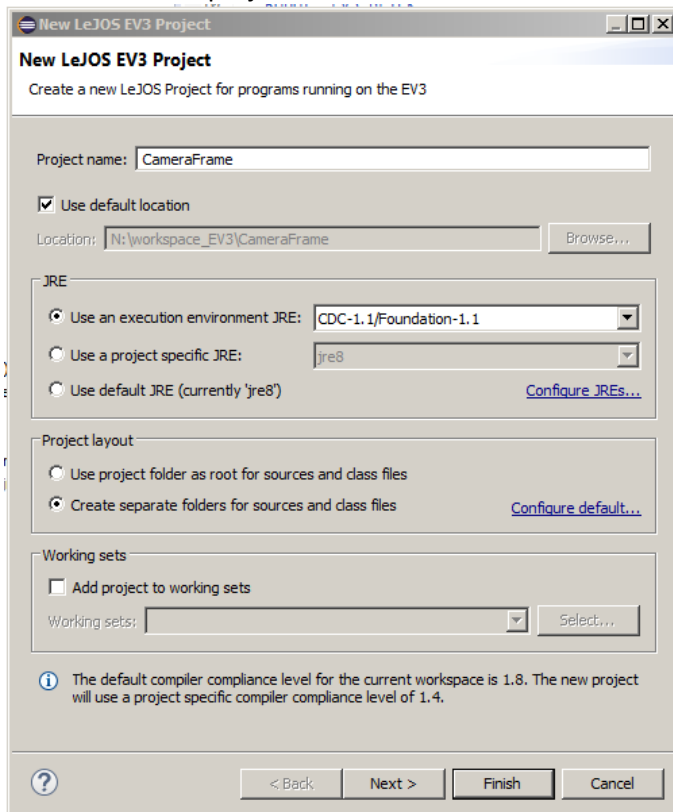 New LeJOS EV3 Project
New LeJOS EV3 Project
Create a new LeJOS Project for programs running on the EV3
Project name: CameraFrame
Use default location
Location: N:\workspace_EV3\CameraFrame Browse...
JRE
Use an execution environment JRE: CDC-1.1/Foundation-1.1
Use a project specific JRE: jre8
Use default JRE (currently 'jre8') Configure JREs...
Project layout
Use project folder as root for sources and class files
Create separate folders for sources and class files Configure default...
Working sets
Add project to working sets
Working sets: Select...
The default compiler compliance level for the current workspace is 1.8. The new project
will use a project specific compiler compliance level of 1.4.
? < Back Next > Finish Cancel